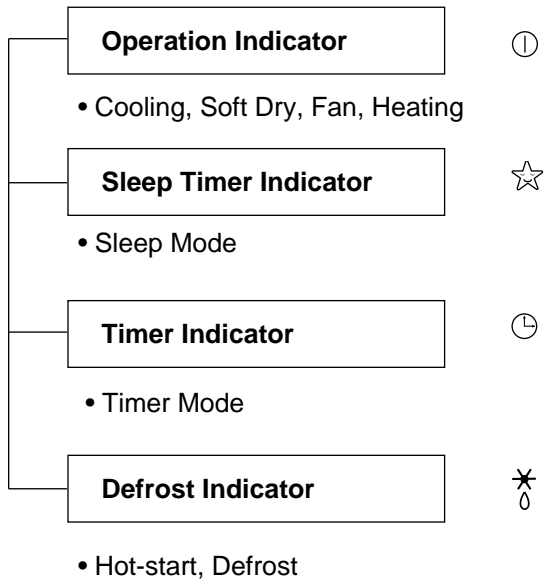 Operation Indicator
• Cooling, Soft Dry, Fan, Heating
Sleep Timer Indicator
• Sleep Mode
Timer Indicator
• Timer Mode
Defrost Indicator
• Hot-start, Defrost